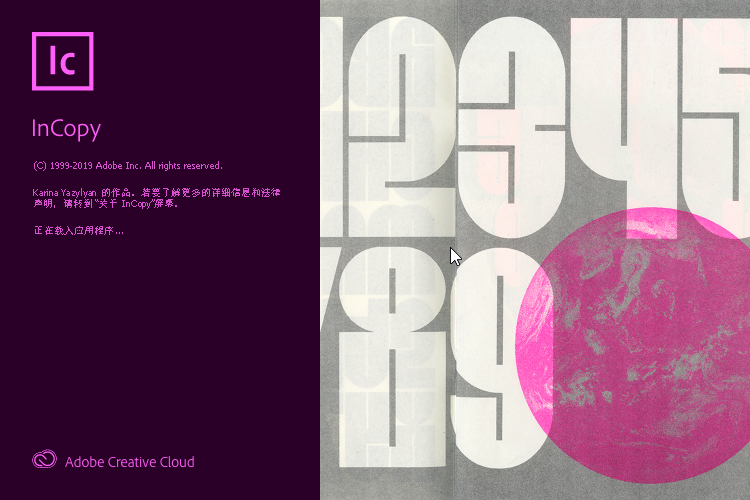 Ic
InCopy
(C) 1999-2019 Adobe Inc. All rights reserved.
Karina Yazylyan 的作品。若要了解更多的详细信息和法律
声明，请转到“关于 InCopy”屏幕。
正在载入应用程序...
Adobe Creative Cloud
12345
789